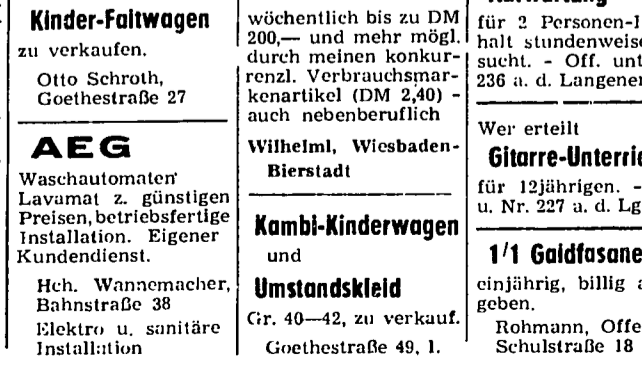 Kinder-Faltwagen
zu verkaufen.
Otto Schroth,
Goethestraße 27
AEG
Waschautomaten
Lavamat z. günstigen
Preisen, betriebsfertige
Installation. Eigener
Kundendienst.
Hch. Wannemacher,
Bahnstraße 38
Elektro u. sanitäre
Installation
wöchentlich bis zu DM
200,— und mehr mögl.
durch meinen konkur-
renzl. Verbrauchsmar-
kenartikel (DM 2,40) -
auch nebenberuflich
Wilhelml, Wiesbaden-
Bierstadt
Kombi-Kinderwagen
und
Umstandskleid
Gr. 40—42, zu verkauf.
Goethestraße 49, I.
für 2 Personen-
halt stundenweise
sucht. - Off. unt
236 a. d. Langener
Wer erteilt
Gitarre-Unterri
für 12jährigen. -
u. Nr. 227 a. d. Lg
1/1 Goldfasane
einjährig, billig a
geben.
Rohmann, Offe
Schulstraße 18